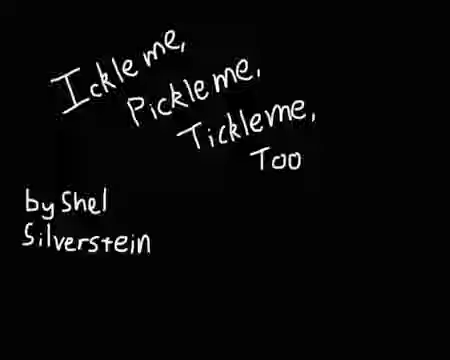 Ickle me,
Pickle me,
Tickle me,
Too
by Shel
Silverstein